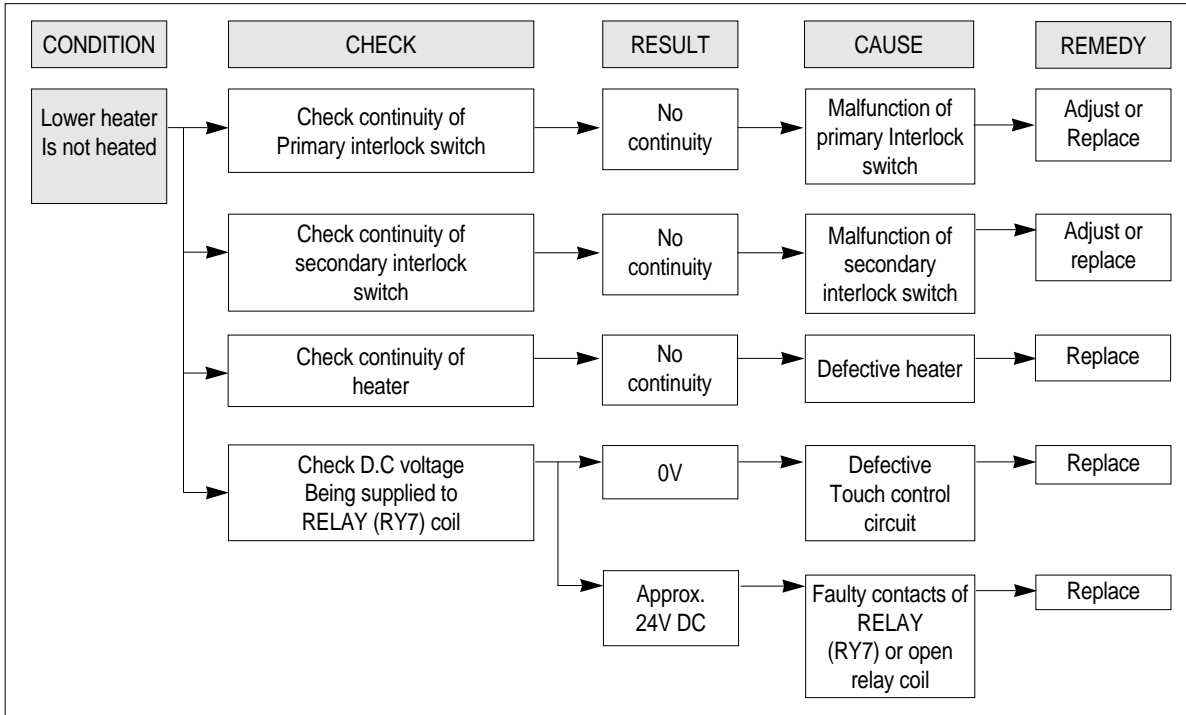 CONDITION
CHECK
RESULT
CAUSE
REMEDY
Lower heater
Is not heated
Check continuity of
Primary interlock switch
No
continuity
Malfunction of
primary Interlock
switch
Adjust or
Replace
Check continuity of
secondary interlock
switch
No
continuity
Malfunction of
secondary
interlock switch
Adjust or
replace
Check continuity of
heater
No
continuity
Defective heater
Replace
Check D.C voltage
Being supplied to
RELAY (RY7) coil
0V
Defective
Touch control
circuit
Replace
Approx.
24V DC
Faulty contacts of
RELAY
(RY7) or open
relay coil
Replace